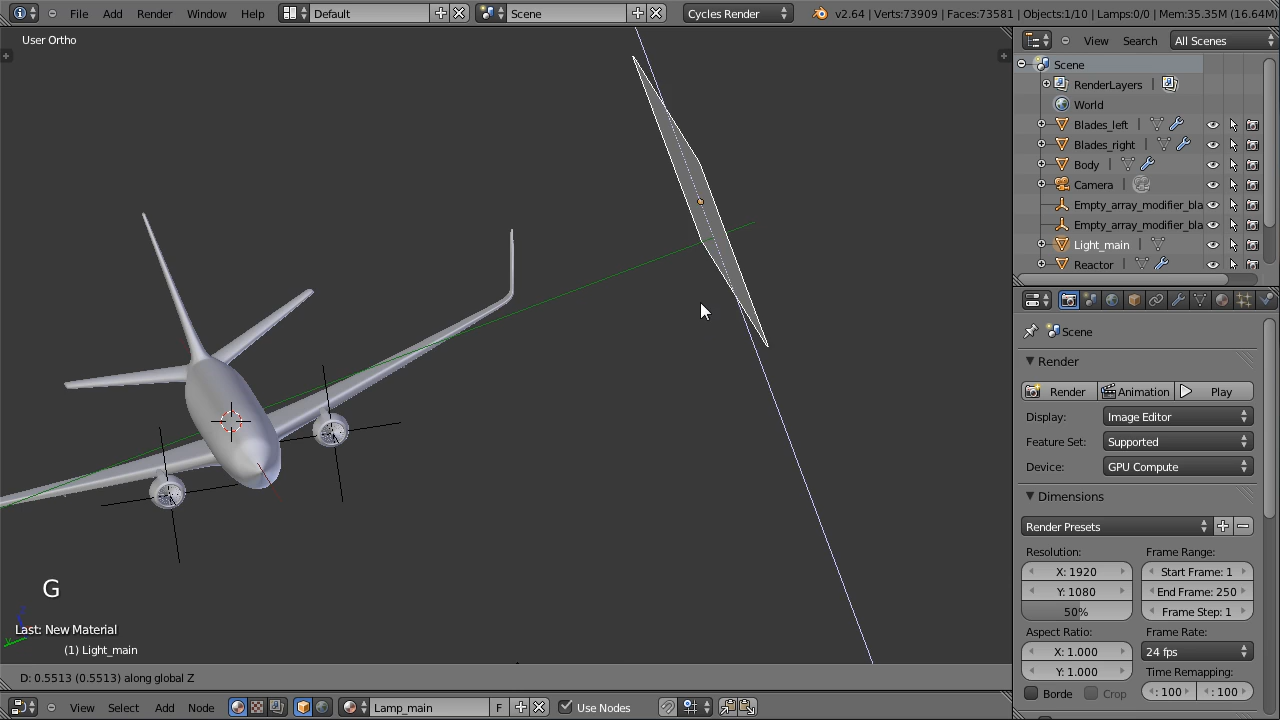 File Add Render Window Help Default Scene Cycles Render v2.64 | Verts:73909 | Faces:73581 | Objects:1/10 | Lamps:0/0 | Mem:35.35M (16.64M)
User Ortho
View Search All Scenes
Scene
RenderLayers
World
Blades_left
Blades_right
Body
Camera
Empty_array_modifier_bla
Empty_array_modifier_bla
Light_main
Reactor
Scene
Render
Render Animation Play
Display: Image Editor
Feature Set: Supported
Device: GPU Compute
Dimensions
Render Presets
Resolution: Frame Range:
X: 1920 Start Frame: 1
Y: 1080 End Frame: 250
50% Frame Step: 1
Aspect Ratio: Frame Rate:
X: 1.000 24 fps
Y: 1.000 Time Remapping:
Borde Crop :100 :100
G
Last: New Material
(1) Light_main
D: 0.5513 (0.5513) along global Z
View Select Add Node Lamp_main F Use Nodes